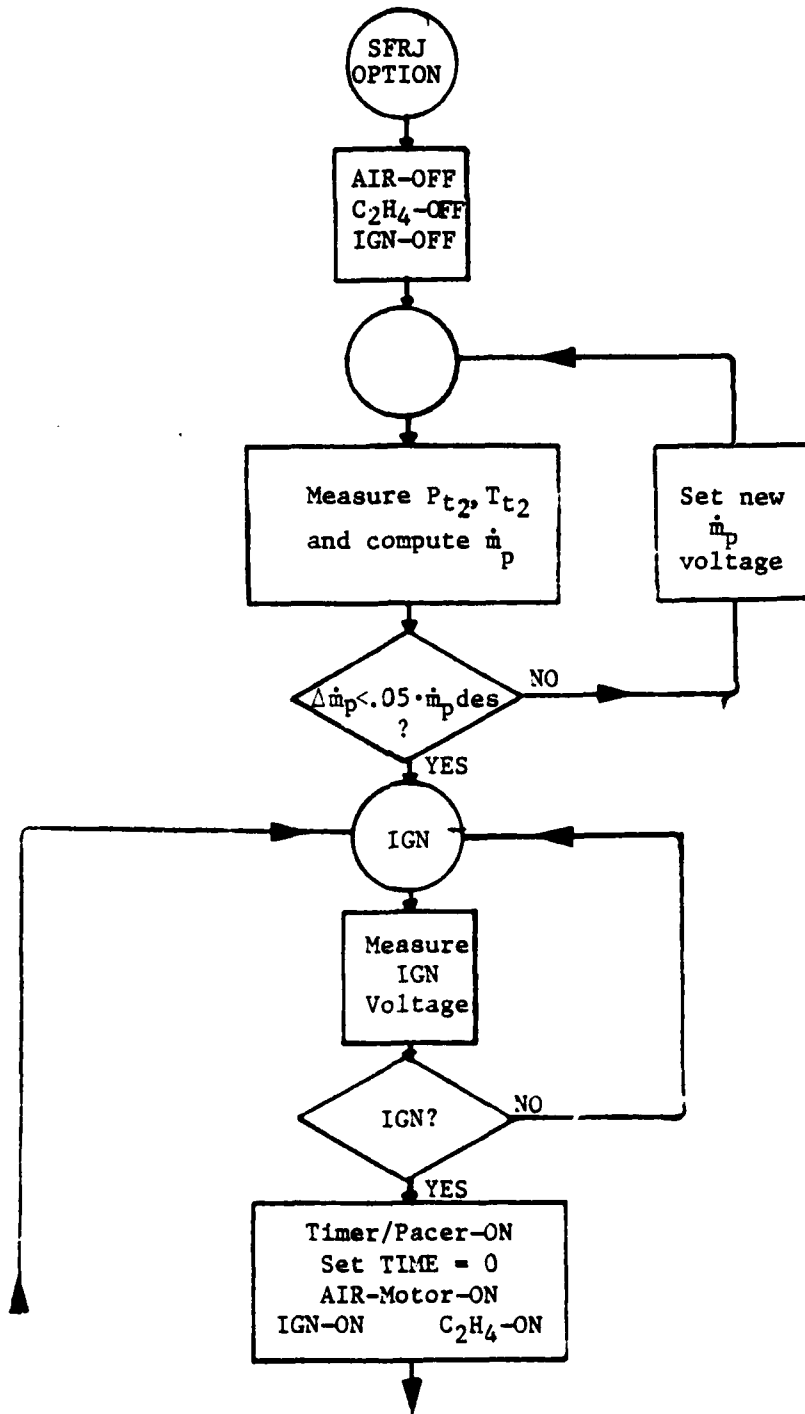 SFRJ
OPTION
AIR-OFF
C₂H₄-OFF
IGN-OFF
Measure Pt₂, Tt₂
and compute ṁp
Set new
ṁp
voltage
Δṁp<.05·ṁp des
?
NO
YES
IGN
Measure
IGN
Voltage
IGN?
NO
YES
Timer/Pacer-ON
Set TIME = 0
AIR-Motor-ON
IGN-ON C₂H₄-ON